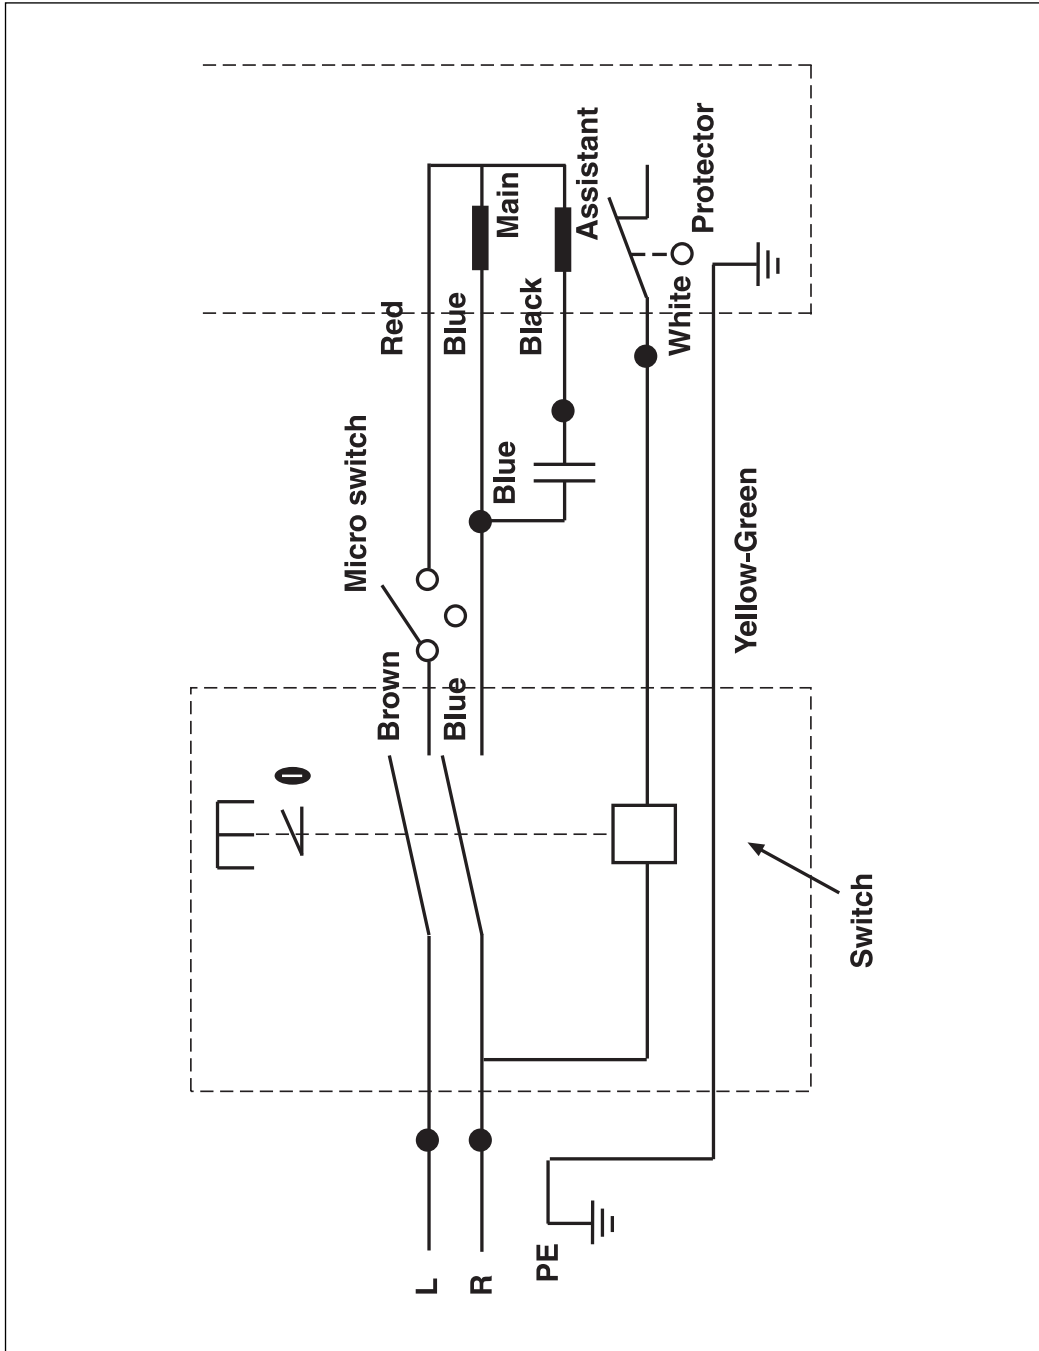 L
R
PE
Switch
Brown
Blue
Micro switch
Blue
Yellow-Green
Red
Blue
Black
White
Main
Assistant
Protector